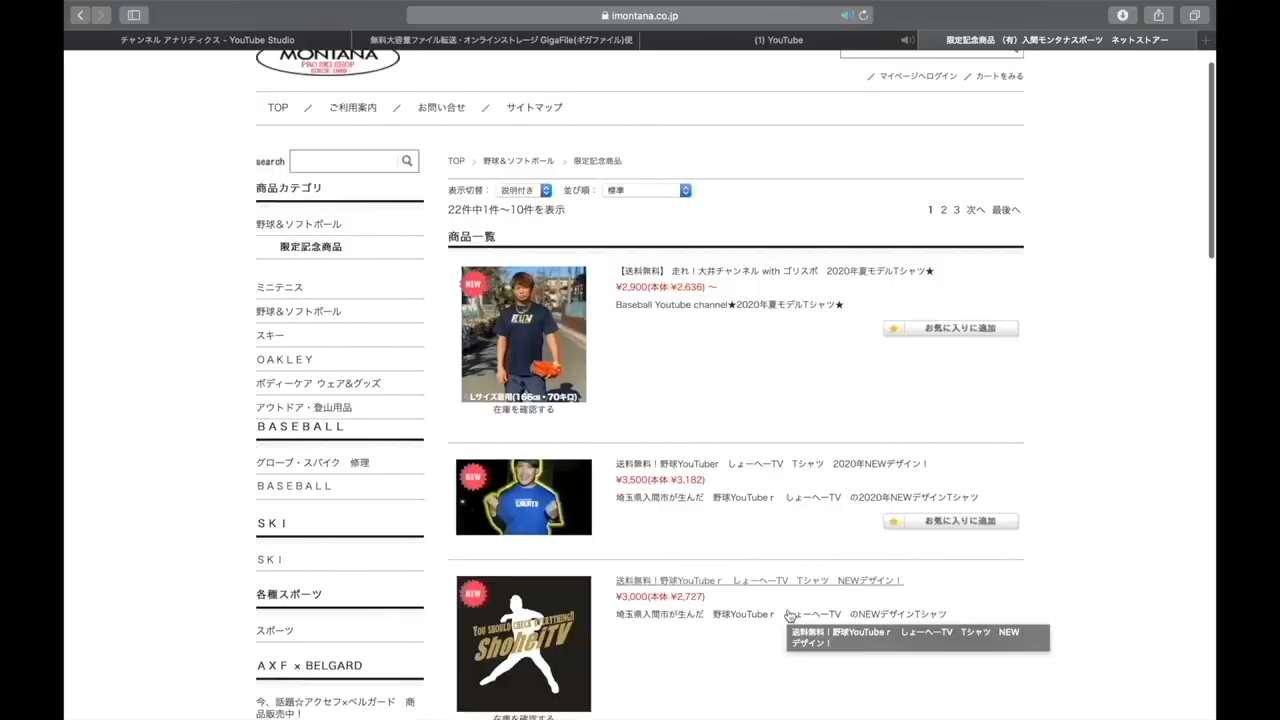 imontana.co.jp
チャンネル アナリティクス - YouTube Studio
無料大容量ファイル転送・オンラインストレージ GigaFile(ギガファイル)便
(1) YouTube
限定記念商品 （有）入間モンタナスポーツ ネットストアー
MONTANA
PRO SKI SHOP
／ マイページへログイン ／ カートをみる
TOP ／ ご利用案内 ／ お問い合せ ／ サイトマップ
search
TOP > 野球＆ソフトボール > 限定記念商品
商品カテゴリ
表示切替： 説明付き 並び順： 標準
22件中1件～10件を表示
1 2 3 次へ 最後へ
野球＆ソフトボール
限定記念商品
商品一覧
ミニテニス
野球＆ソフトボール
スキー
ＯＡＫＬＥＹ
ボディーケア ウェア&グッズ
アウトドア・登山用品
ＢＡＳＥＢＡＬＬ
グローブ・スパイク 修理
ＢＡＳＥＢＡＬＬ
ＳＫＩ
ＳＫＩ
各種スポーツ
スポーツ
ＡＸＦ × BELGARD
今、話題☆アクセフ×ベルガード 商
品販売中！
NEW
RUN
Lサイズ着用(166㎝・70キロ)
在庫を確認する
【送料無料】 走れ！大井チャンネル with ゴリスポ 2020年夏モデルTシャツ★
¥2,900(本体 ¥2,636) ～
Baseball Youtube channel★2020年夏モデルTシャツ★
お気に入りに追加
NEW
SHOHEITV
送料無料！野球YouTuber しょーへーTV Tシャツ 2020年NEWデザイン！
¥3,500(本体 ¥3,182)
埼玉県入間市が生んだ 野球YouTubeｒ しょーへーTV の2020年NEWデザインTシャツ
お気に入りに追加
NEW
YOU SHOULD CHECK EVERYTHING!!
ShoheiTV
在庫を確認する
送料無料！野球YouTubeｒ しょーへーTV Tシャツ NEWデザイン！
¥3,000(本体 ¥2,727)
埼玉県入間市が生んだ 野球YouTubeｒ しょーへーTV のNEWデザインTシャツ
送料無料！野球YouTubeｒ しょーへーTV Tシャツ NEW
デザイン！